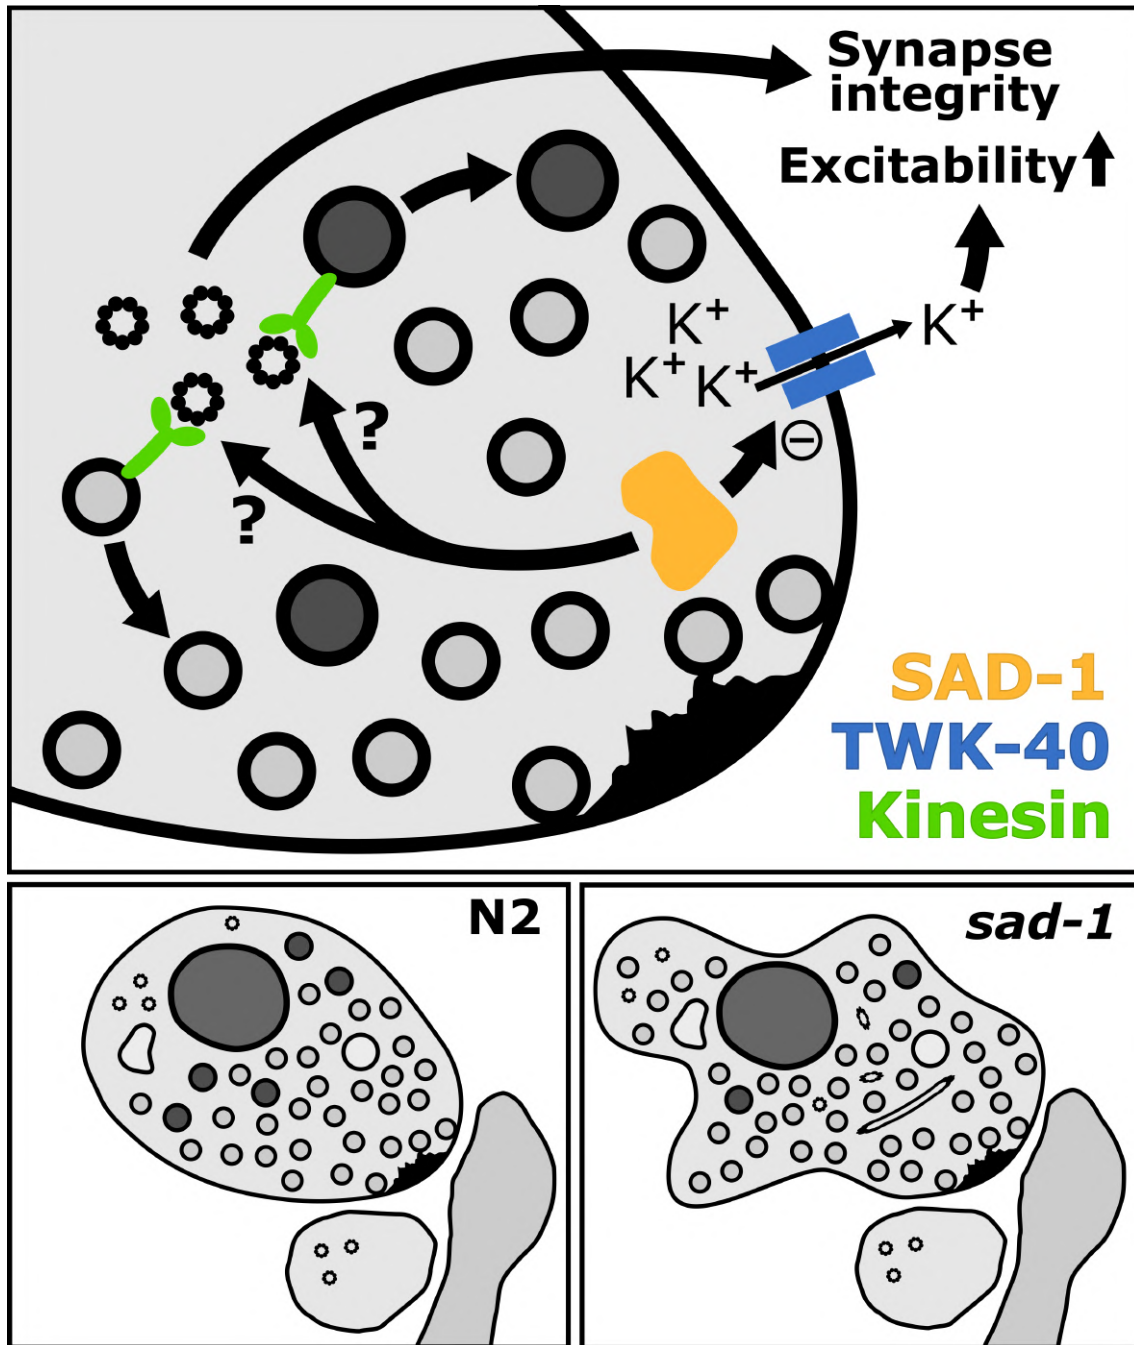 Synapse
integrity
Excitability
K⁺
K⁺
K⁺ K⁺
?
⊖
?
SAD-1
TWK-40
Kinesin
N2
sad-1